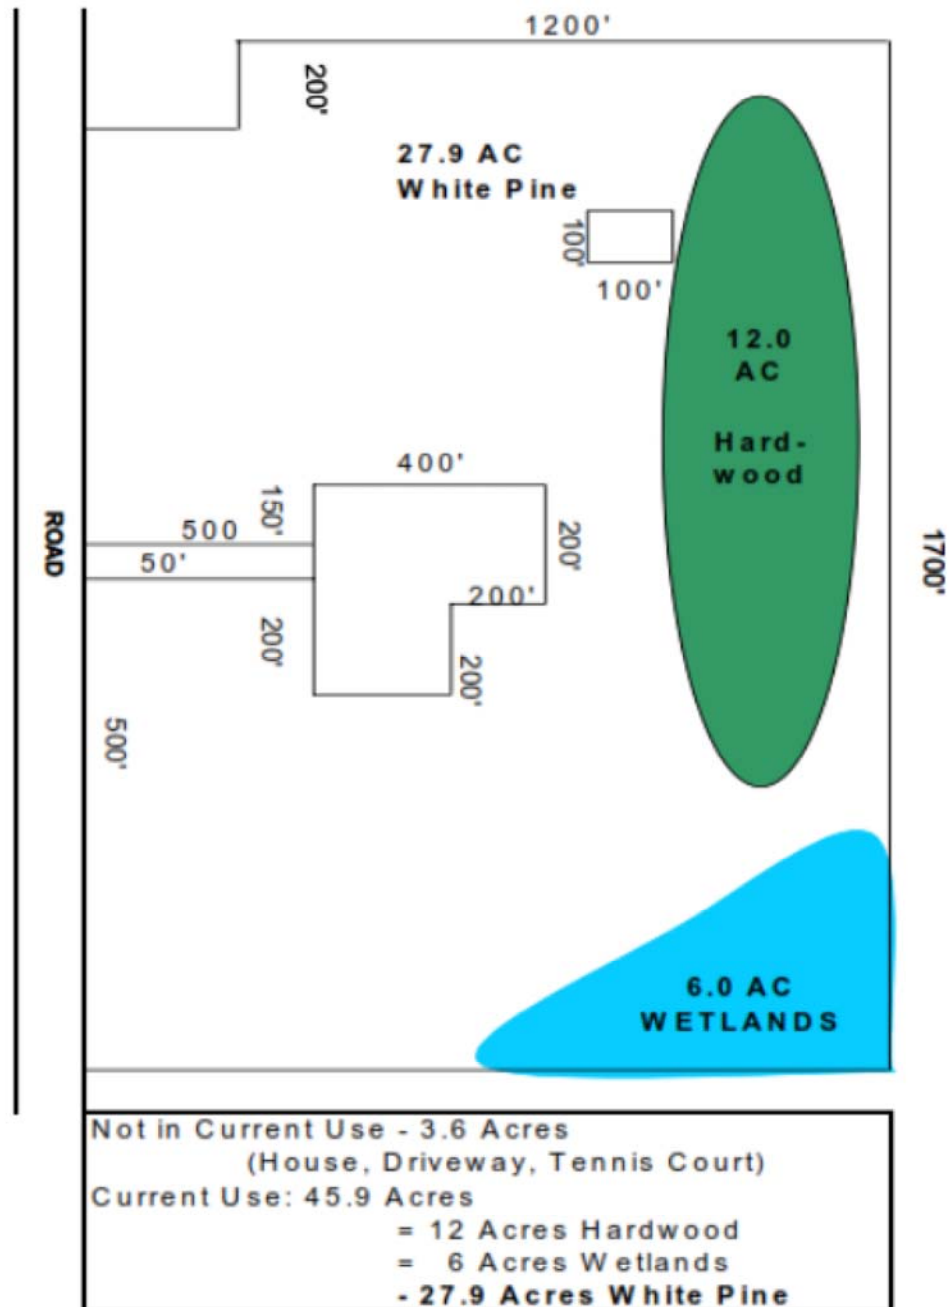 1200'
200'
27.9 AC
White Pine
100'
100'
12.0
AC
Hard-
wood
400'
150'
500
50'
200'
200'
200'
200'
500'
ROAD
1700'
6.0 AC
WETLANDS
Not in Current Use - 3.6 Acres
(House, Driveway, Tennis Court)
Current Use: 45.9 Acres
= 12 Acres Hardwood
= 6 Acres Wetlands
- 27.9 Acres White Pine